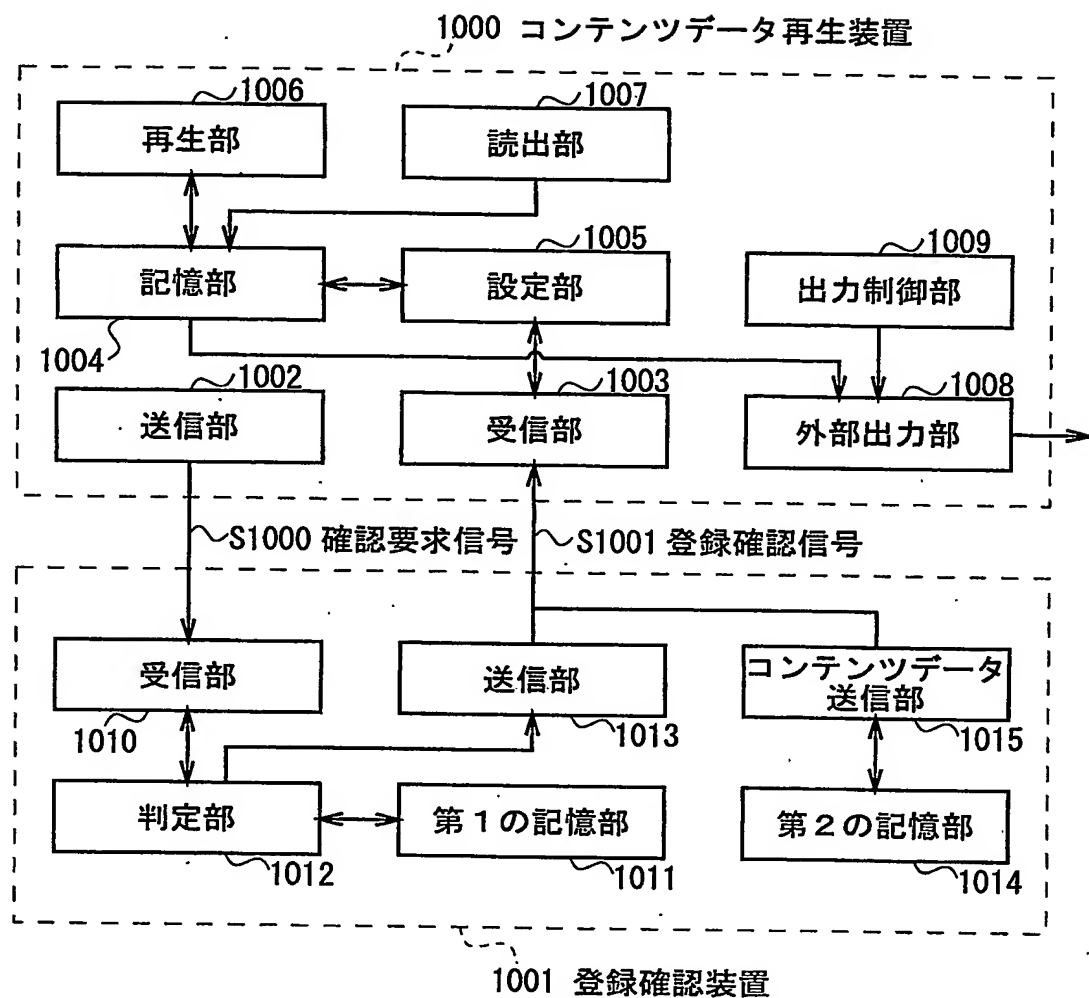 1000 コンテンツデータ再生装置
1006
1007
再生部
読出部
1005
1009
記憶部
設定部
出力制御部
1004
1002
1003
1008
送信部
受信部
外部出力部
S1000 確認要求信号
S1001 登録確認信号
受信部
送信部
コンテンツデータ
送信部
1010
1013
1015
判定部
第1の記憶部
第2の記憶部
1012
1011
1014
1001 登録確認装置